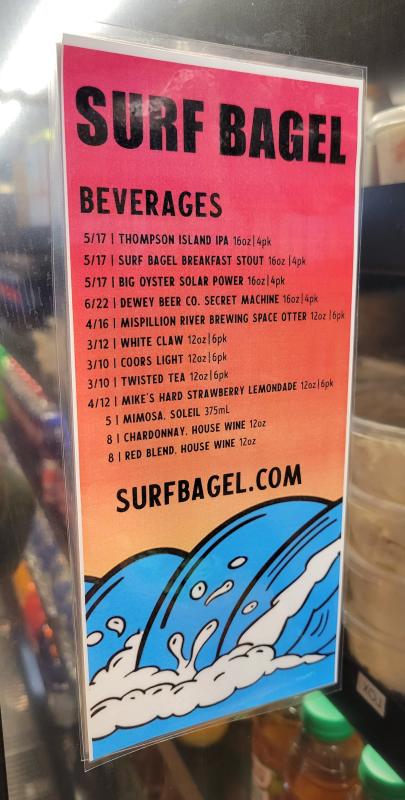 SURF BAGEL
BEVERAGES
5/17 | THOMPSON ISLAND IPA 16oz|4pk
5/17 | SURF BAGEL BREAKFAST STOUT 16oz |4pk
5/17 | BIG OYSTER SOLAR POWER 16oz|4pk
6/22 | DEWEY BEER CO. SECRET MACHINE 16oz|4pk
4/16 | MISPILLION RIVER BREWING SPACE OTTER 12oz |6pk
3/12 | WHITE CLAW 12oz|6pk
3/10 | COORS LIGHT 12oz|6pk
3/10 | TWISTED TEA 12oz|6pk
4/12 | MIKE'S HARD STRAWBERRY LEMONDADE 12oz|6pk
5 | MIMOSA, SOLEIL 375mL
8 | CHARDONNAY, HOUSE WINE 12oz
8 | RED BLEND, HOUSE WINE 12oz
SURFBAGEL.COM